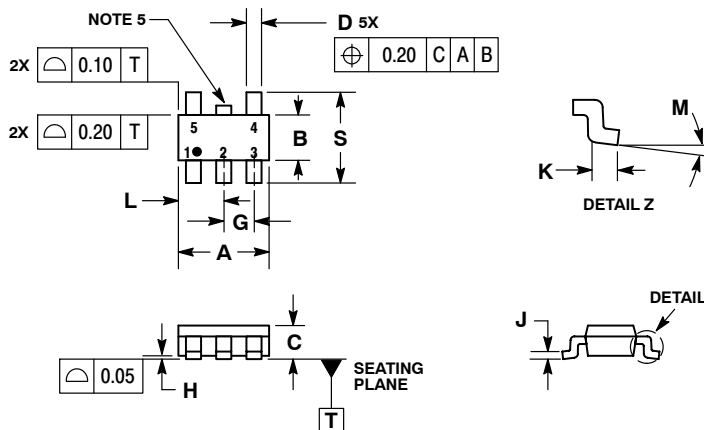 NOTE 5
D 5X
⌖ 0.20 C A B
2X ⌓ 0.10 T
2X ⌓ 0.20 T
5 4
1 2 3
B
S
L
G
A
M
K
DETAIL Z
J
DETAIL
C
⌓ 0.05
H
SEATING
PLANE
T